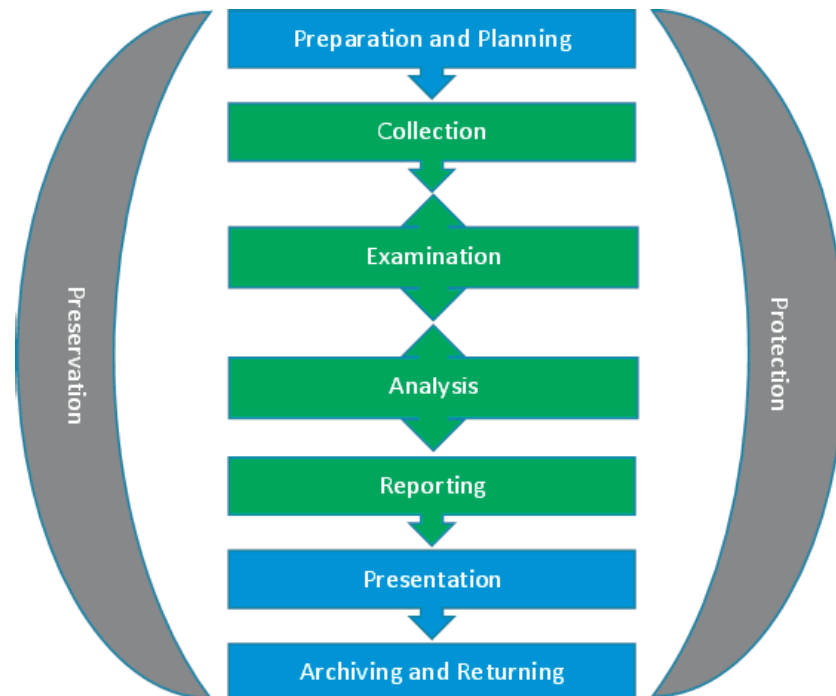 Preparation and Planning
Collection
Examination
Preservation
Protection
Analysis
Reporting
Presentation
Archiving and Returning